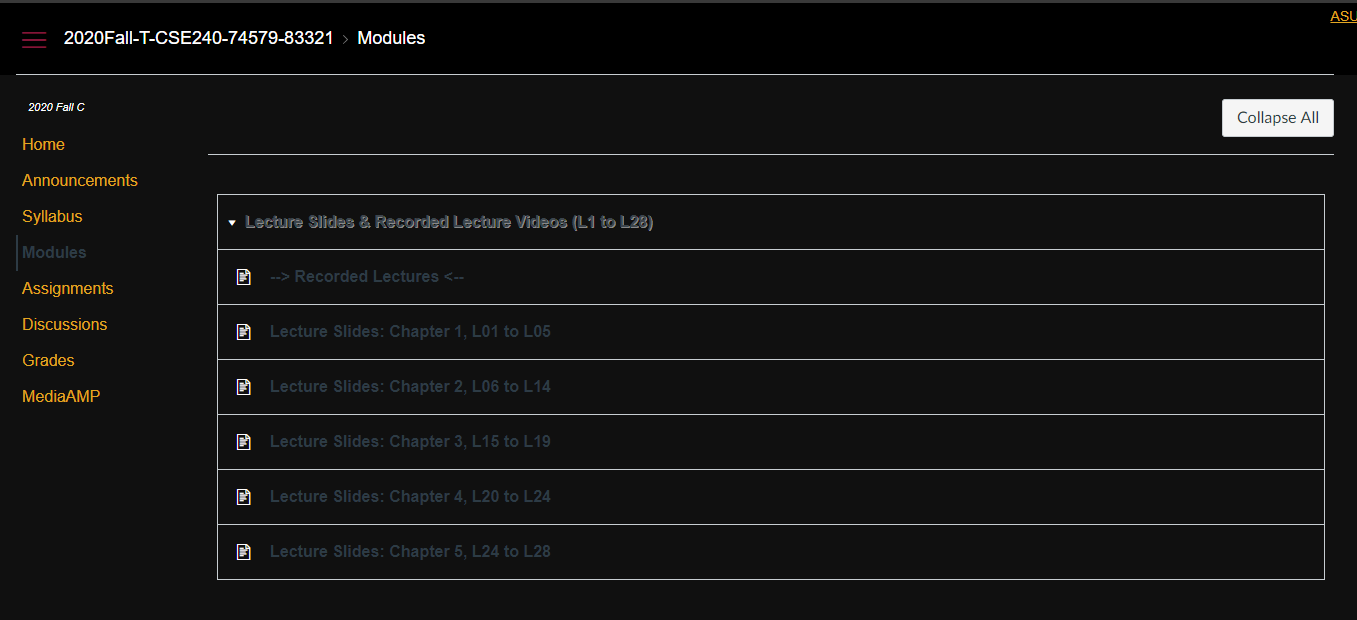 ASU
2020Fall-T-CSE240-74579-83321 > Modules
2020 Fall C
Collapse All
Home
Announcements
Syllabus
Modules
Assignments
Discussions
Grades
MediaAMP
Lecture Slides & Recorded Lecture Videos (L1 to L28)
--> Recorded Lectures <--
Lecture Slides: Chapter 1, L01 to L05
Lecture Slides: Chapter 2, L06 to L14
Lecture Slides: Chapter 3, L15 to L19
Lecture Slides: Chapter 4, L20 to L24
Lecture Slides: Chapter 5, L24 to L28